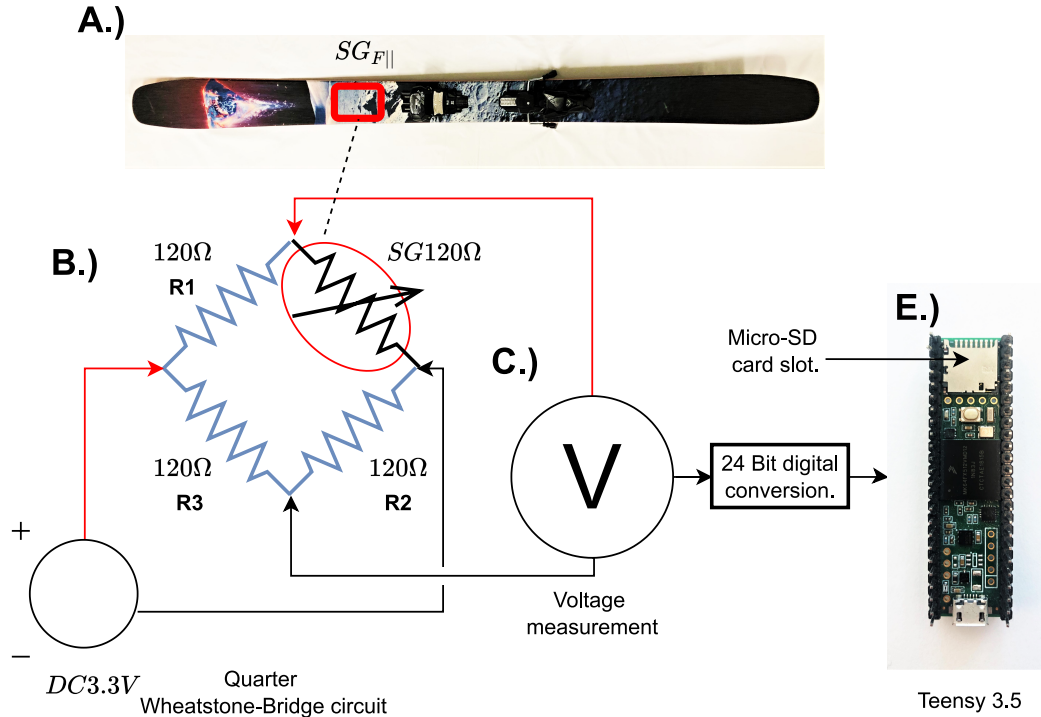 A.)
SG_F||
B.)
120Ω
R1
SG120Ω
C.)
E.)
Micro-SD
card slot.
V
24 Bit digital
conversion.
120Ω
R3
120Ω
R2
+
−
DC3.3V
Voltage
measurement
Quarter
Wheatstone-Bridge circuit
Teensy 3.5